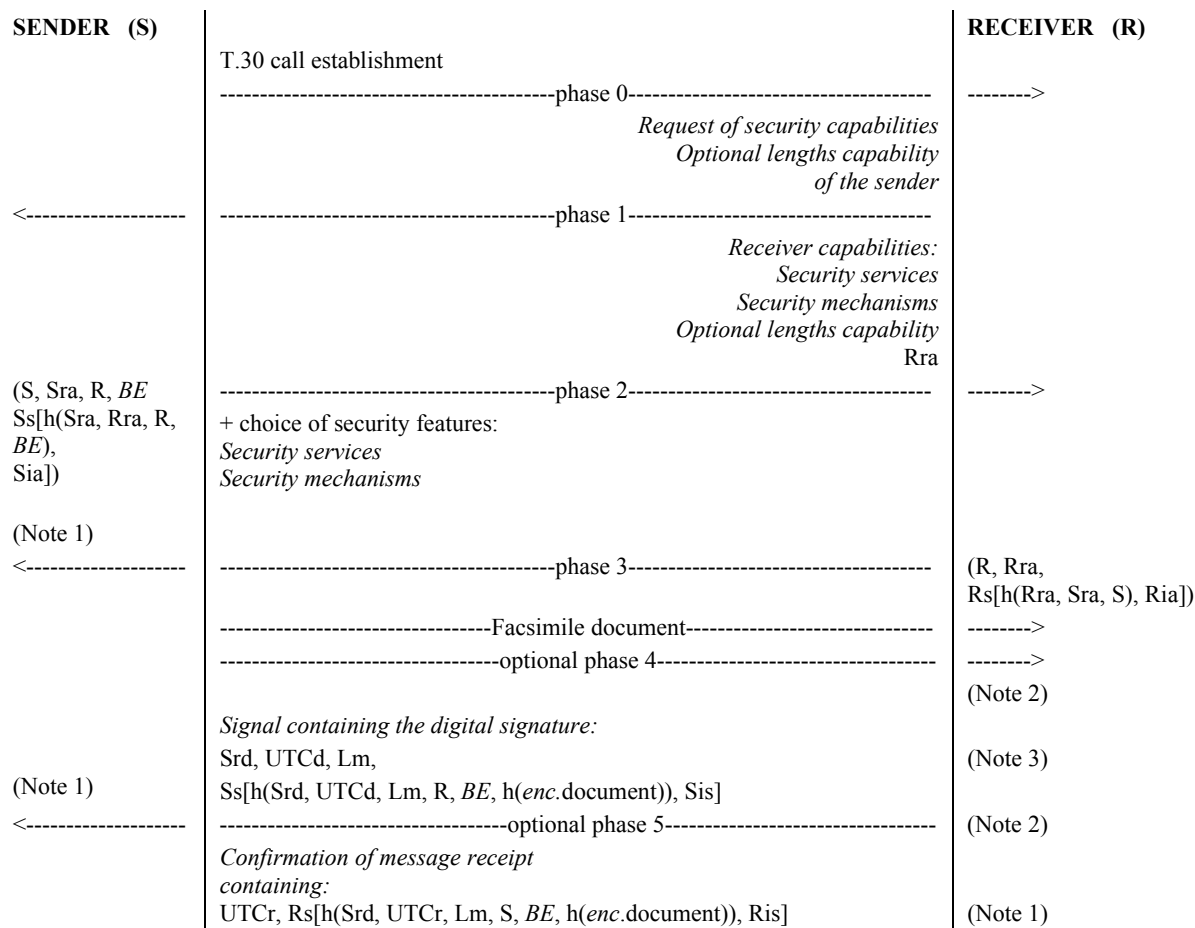 SENDER (S)
RECEIVER (R)
T.30 call establishment
------------------------------------------phase 0-------------------------------------- -------->
Request of security capabilities
Optional lengths capability
of the sender
<-------------------- ------------------------------------------phase 1--------------------------------------
Receiver capabilities:
Security services
Security mechanisms
Optional lengths capability
Rra
(S, Sra, R, BE ------------------------------------------phase 2-------------------------------------- -------->
Ss[h(Sra, Rra, R, + choice of security features:
BE), Security services
Sia]) Security mechanisms
(Note 1)
<-------------------- ------------------------------------------phase 3-------------------------------------- (R, Rra,
Rs[h(Rra, Sra, S), Ria])
----------------------------------Facsimile document------------------------------- -------->
-----------------------------------optional phase 4----------------------------------- -------->
(Note 2)
Signal containing the digital signature:
Srd, UTCd, Lm, (Note 3)
(Note 1) Ss[h(Srd, UTCd, Lm, R, BE, h(enc.document)), Sis]
<-------------------- ------------------------------------optional phase 5---------------------------------- (Note 2)
Confirmation of message receipt
containing:
UTCr, Rs[h(Srd, UTCr, Lm, S, BE, h(enc.document)), Ris] (Note 1)